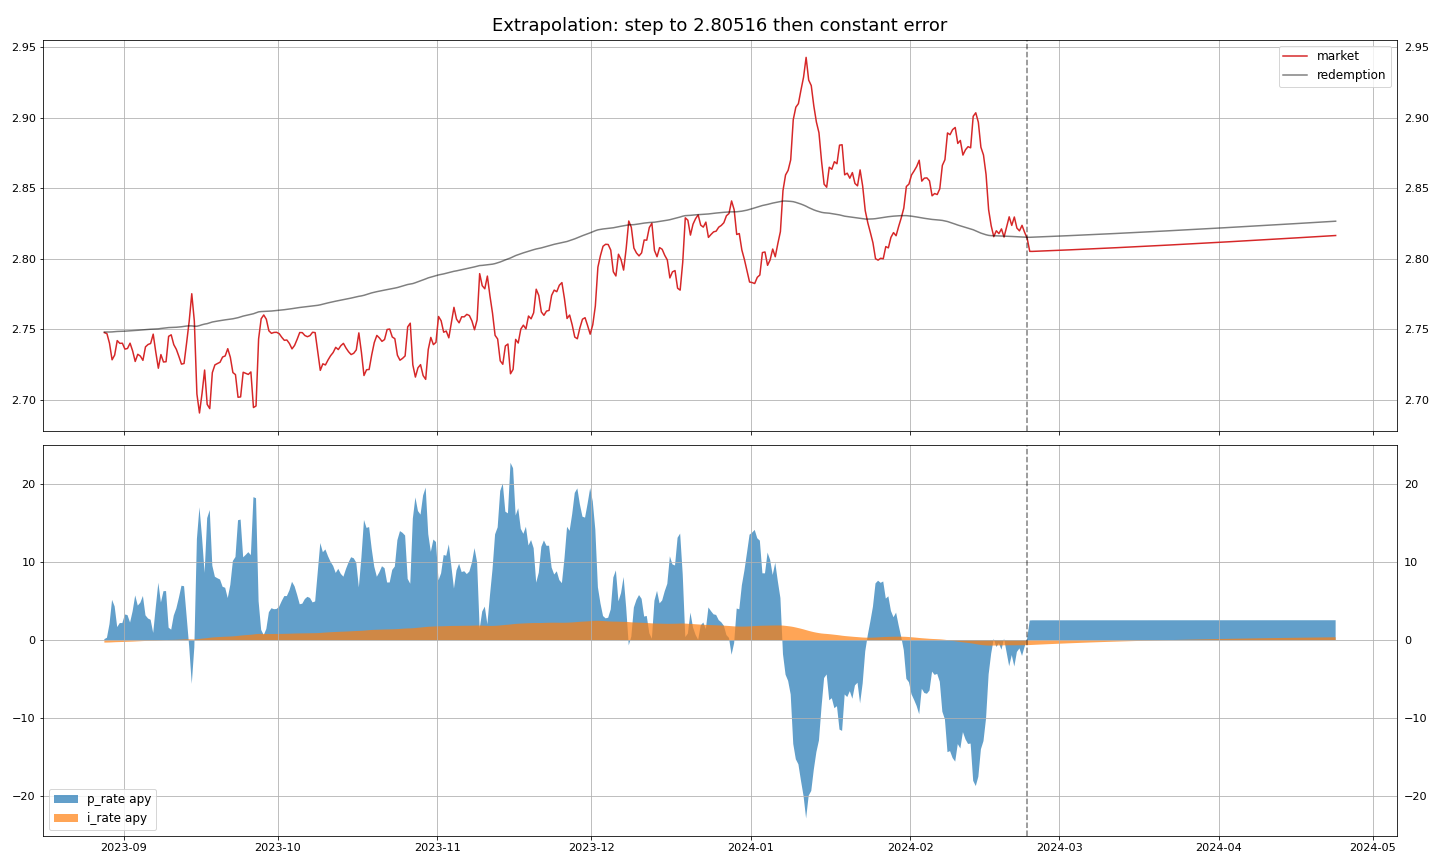 Extrapolation: step to 2.80516 then constant error
2.95 2.95
market
redemption
2.90 2.90
2.85 2.85
2.80 2.80
2.75 2.75
2.70 2.70
20 20
10 10
0 0
−10 −10
−20 −20
p_rate apy
i_rate apy
2023-09 2023-10 2023-11 2023-12 2024-01 2024-02 2024-03 2024-04 2024-05